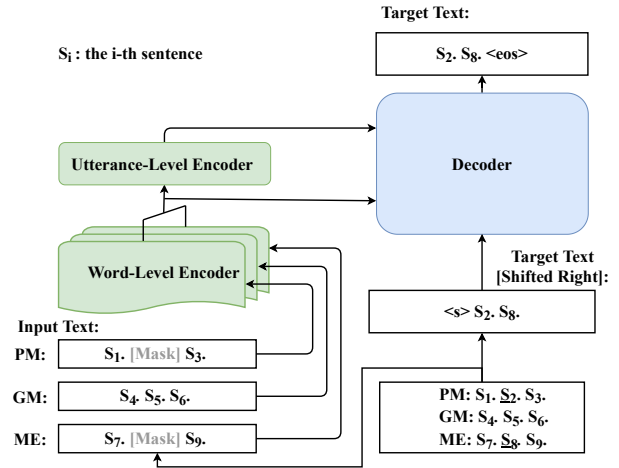 Target Text:
S₂. S₈. <eos>
Sᵢ : the i-th sentence
Utterance-Level Encoder
Decoder
Word-Level Encoder
Target Text
[Shifted Right]:
<s> S₂. S₈.
Input Text:
PM: S₁. [Mask] S₃.
GM: S₄. S₅. S₆.
ME: S₇. [Mask] S₉.
PM: S₁. S₂. S₃.
GM: S₄. S₅. S₆.
ME: S₇. S₈. S₉.